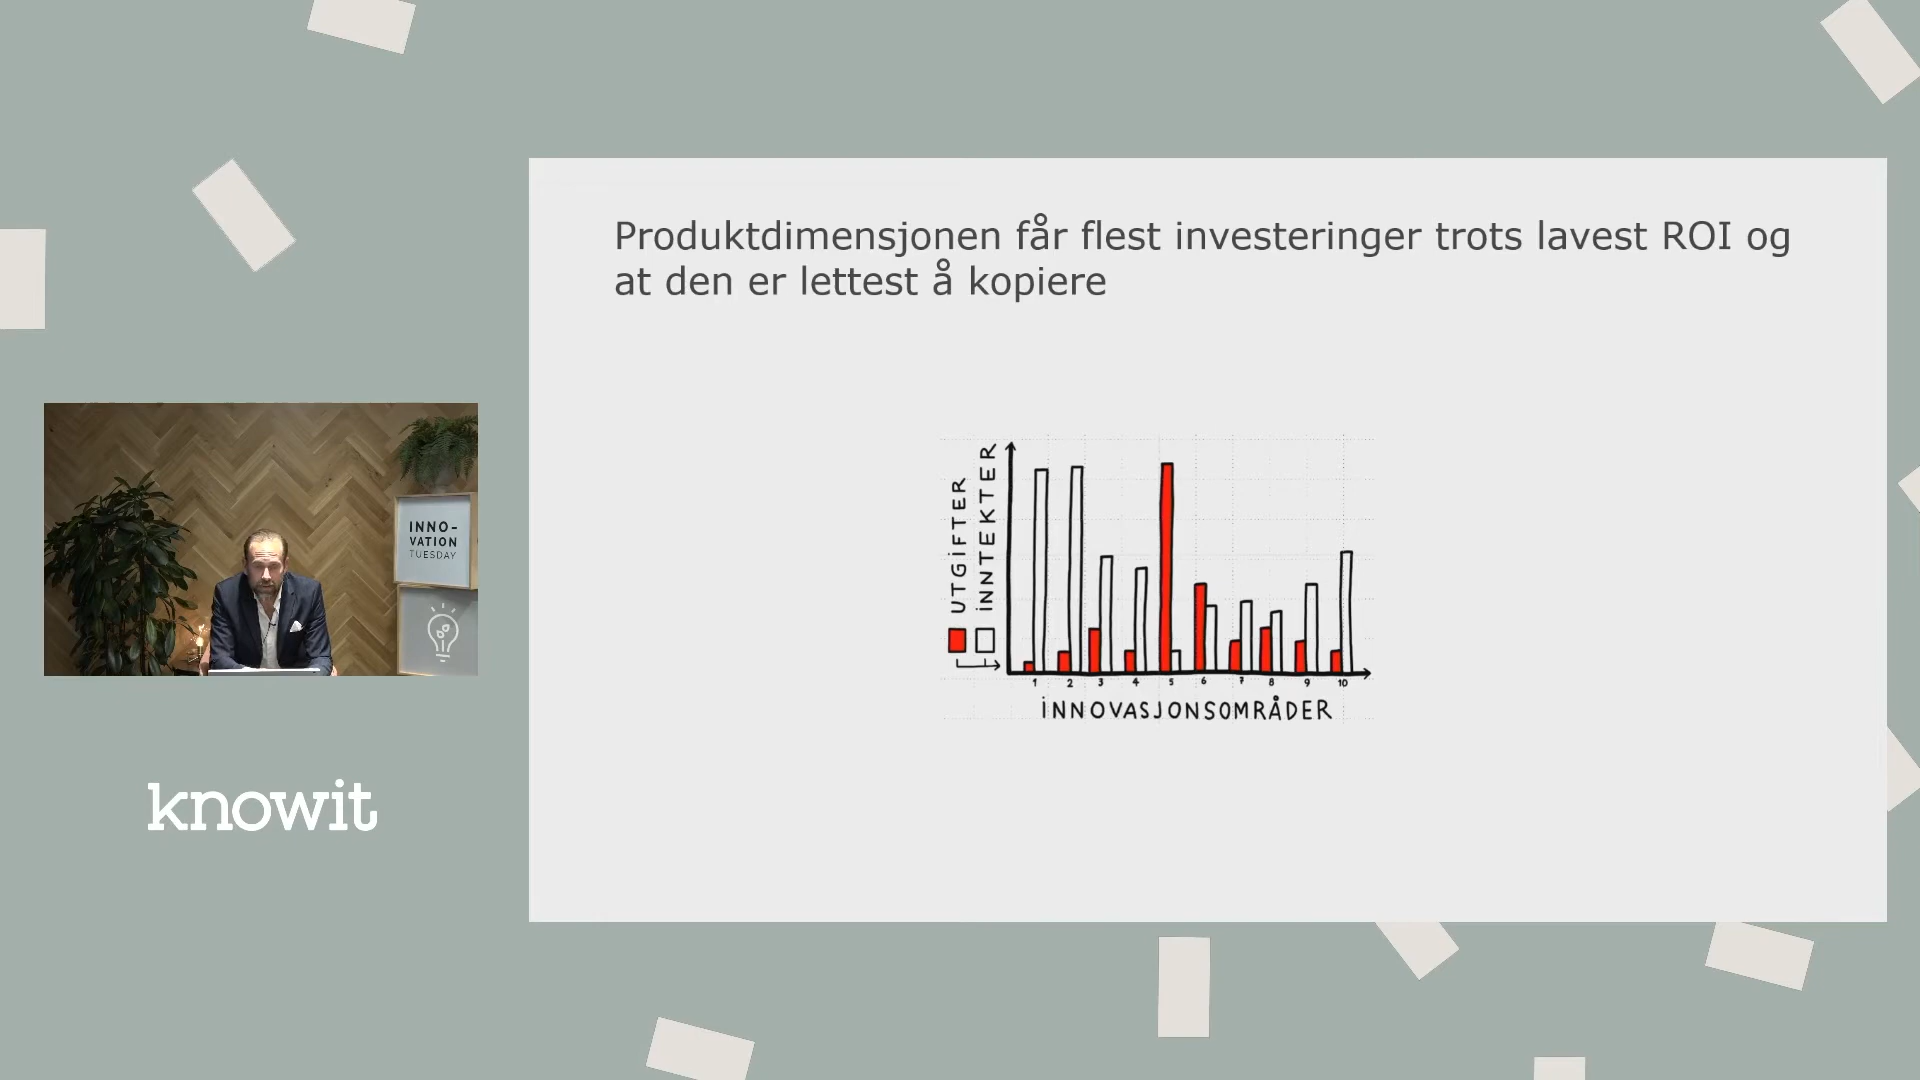 Produktdimensjonen får flest investeringer trots lavest ROI og
at den er lettest å kopiere
UTGIFTER
INNTEKTER
1 2 3 4 5 6 7 8 9 10
INNOVASJONSOMRÅDER
INNO-
VATION
TUESDAY
knowit